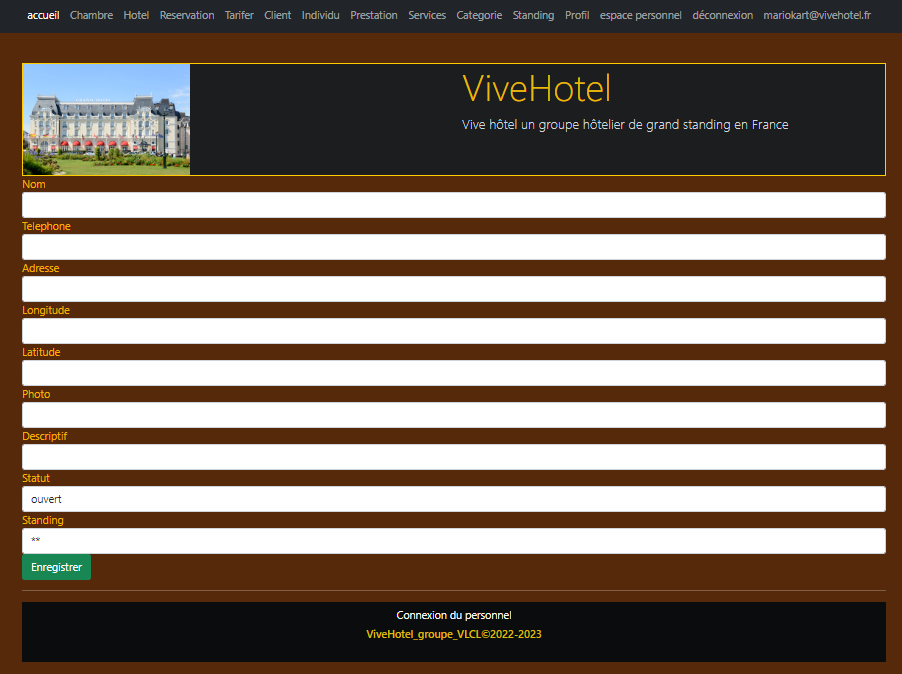 accueil Chambre Hotel Reservation Tarifer Client Individu Prestation Services Categorie Standing Profil espace personnel déconnexion mariokart@vivehotel.fr
ViveHotel
Vive hôtel un groupe hôtelier de grand standing en France
Nom
Telephone
Adresse
Longitude
Latitude
Photo
Descriptif
Statut
ouvert
Standing
**
Enregistrer
Connexion du personnel
ViveHotel_groupe_VLCL©2022-2023